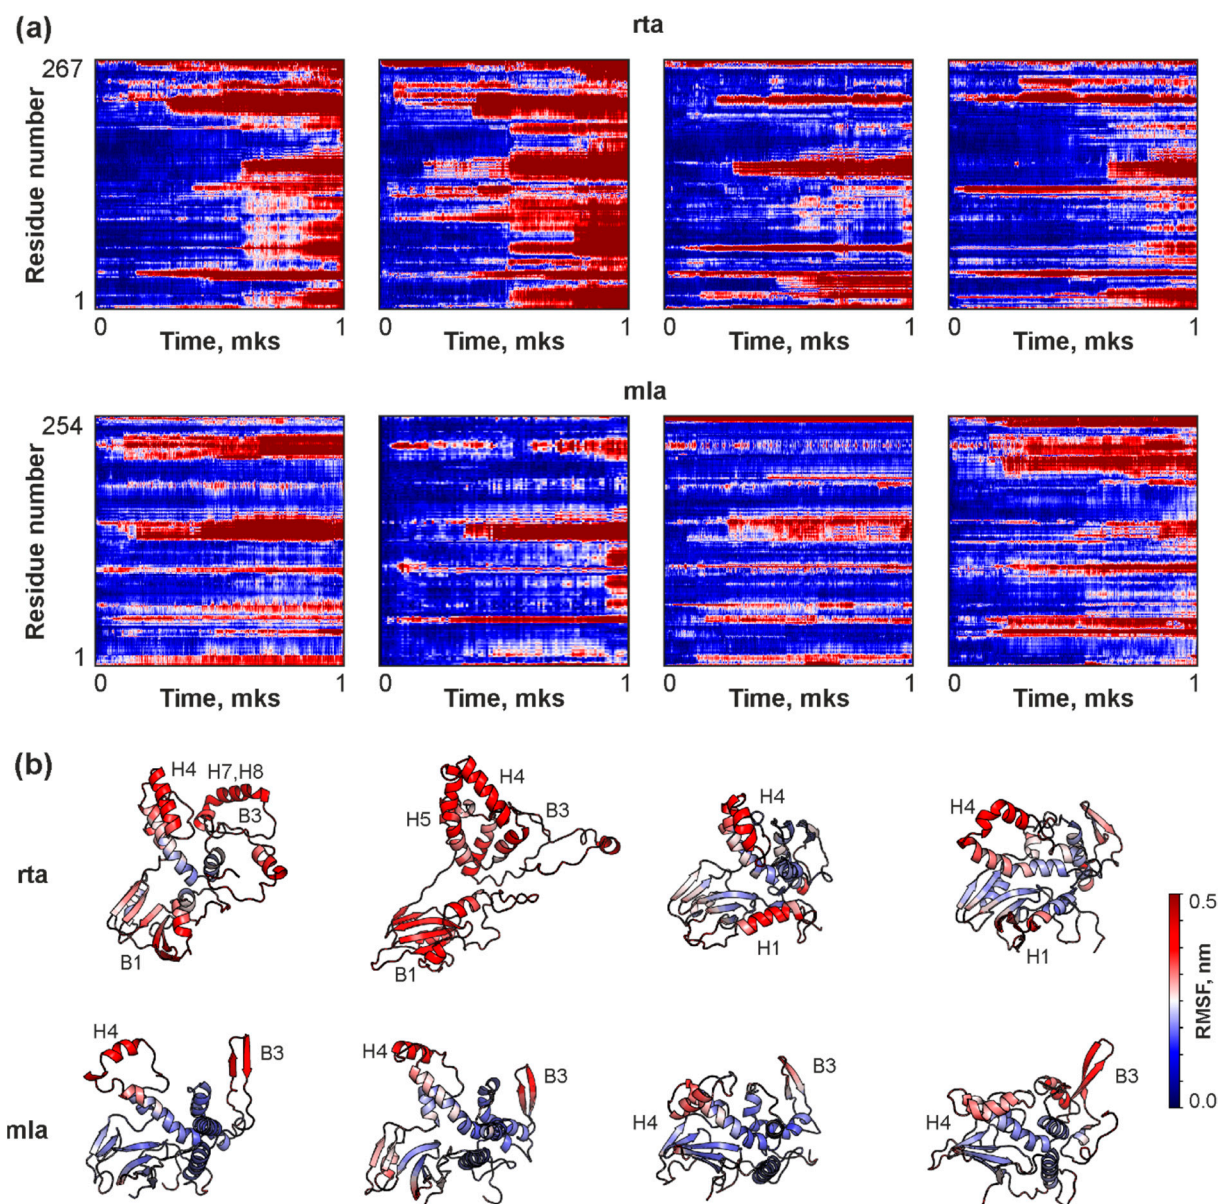 (a)
rta
267
Residue number
1
0 1 0 1 0 1 0 1
Time, mks Time, mks Time, mks Time, mks
mla
254
Residue number
1
0 1 0 1 0 1 0 1
Time, mks Time, mks Time, mks Time, mks
(b)
rta
H4 H7,H8 B3 B1
H4 H5 B3 B1
H4 H1
H4 H1
mla
H4 B3
H4 B3
H4 B3
H4 B3
0.5
RMSF, nm
0.0